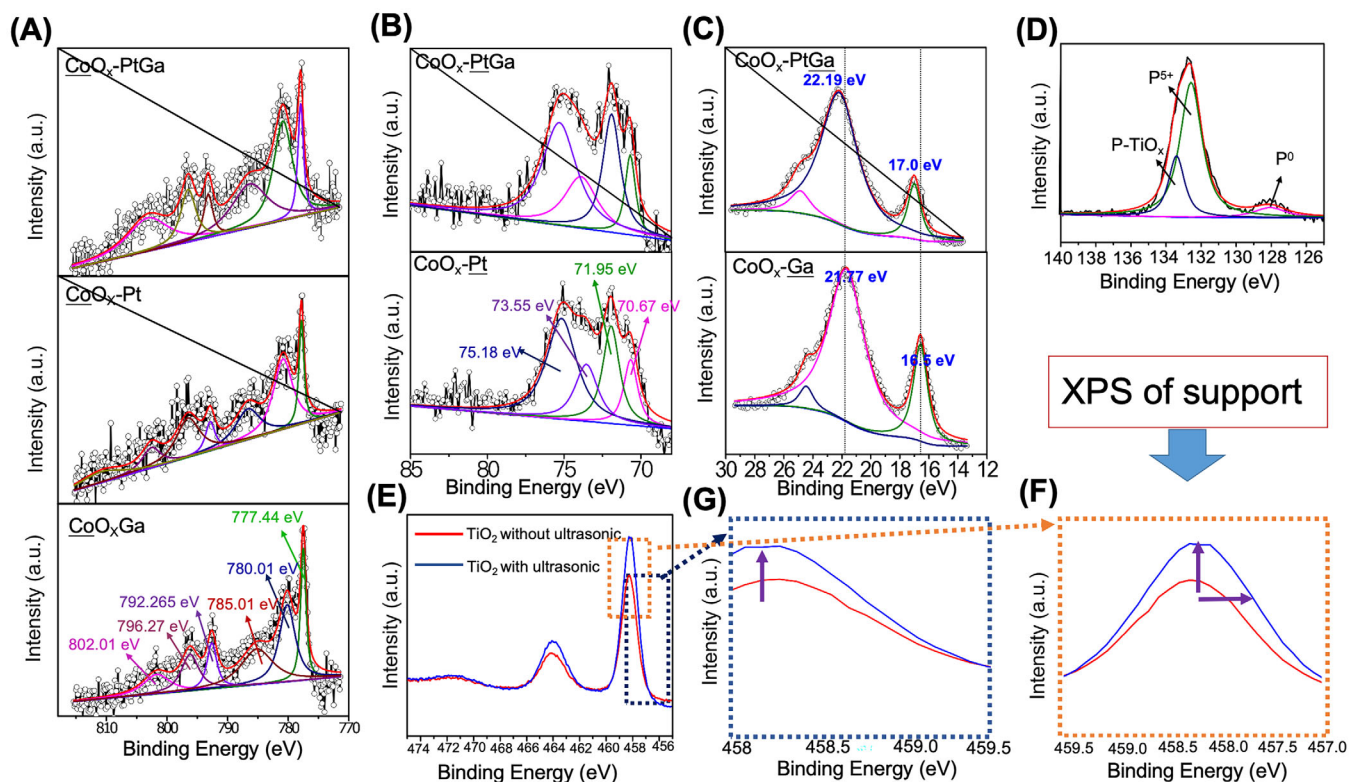 (A)
CoOₓ-PtGa
Intensity (a.u.)
CoOₓ-Pt
Intensity (a.u.)
CoOₓGa
777.44 eV
780.01 eV
792.265 eV
785.01 eV
796.27 eV
802.01 eV
Intensity (a.u.)
810 800 790 780 770
Binding Energy (eV)
(B)
CoOₓ-PtGa
Intensity (a.u.)
CoOₓ-Pt
71.95 eV
73.55 eV
70.67 eV
75.18 eV
Intensity (a.u.)
85 80 75 70
Binding Energy (eV)
(C)
CoOₓ-PtGa
22.19 eV
17.0 eV
Intensity (a.u.)
CoOₓ-Ga
21.77 eV
16.5 eV
Intensity (a.u.)
30 28 26 24 22 20 18 16 14 12
Binding Energy (eV)
(D)
P⁵⁺
P-TiOₓ
P⁰
Intensity (a.u.)
140 138 136 134 132 130 128 126
Binding Energy (eV)
XPS of support
(E)
TiO₂ without ultrasonic
TiO₂ with ultrasonic
Intensity (a.u.)
474 472 470 468 466 464 462 460 458 456
Binding Energy (eV)
(G)
Intensity (a.u.)
458 458.5 459.0 459.5
Binding Energy (eV)
(F)
Intensity (a.u.)
459.5 459.0 458.5 458.0 457.5 457.0
Binding Energy (eV)